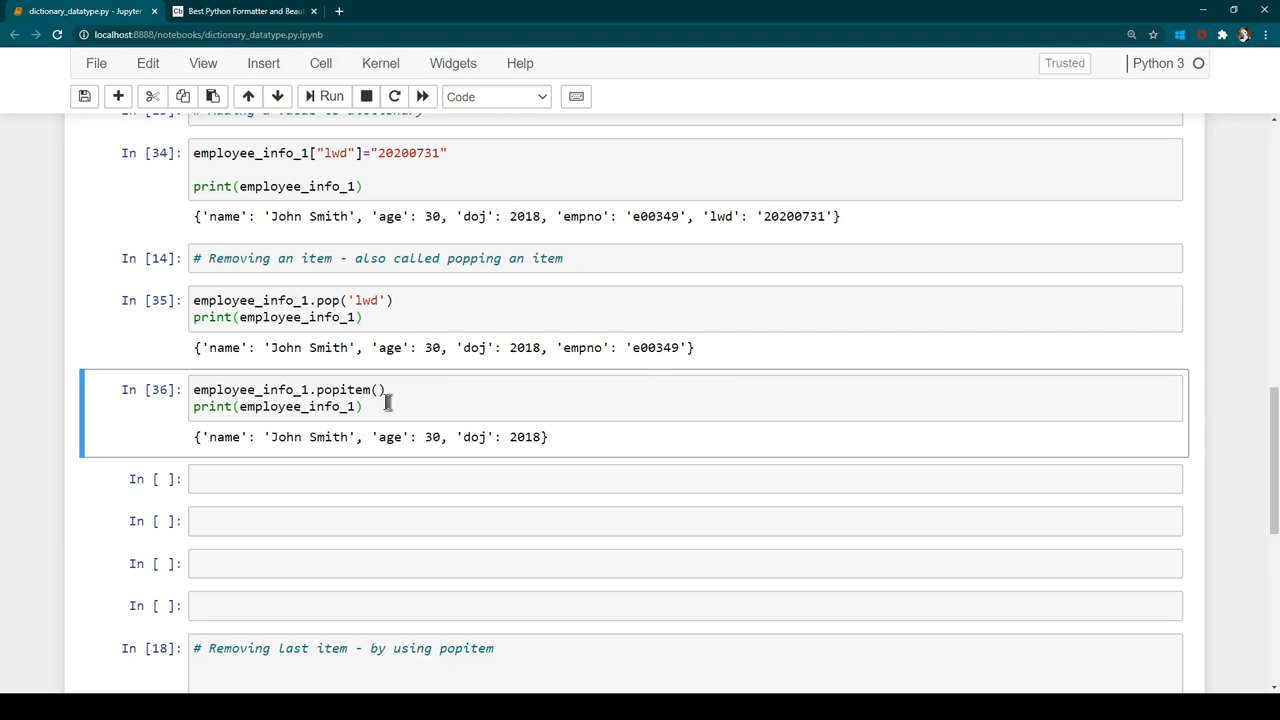 dictionary_datatype.py - Jupyter
Best Python Formatter and Beau
localhost:8888/notebooks/dictionary_datatype.py.ipynb
File Edit View Insert Cell Kernel Widgets Help Trusted Python 3
Run Code
# Adding a value to dictionary
In [34]: employee_info_1["lwd"]="20200731"
print(employee_info_1)
{'name': 'John Smith', 'age': 30, 'doj': 2018, 'empno': 'e00349', 'lwd': '20200731'}
In [14]: # Removing an item - also called popping an item
In [35]: employee_info_1.pop('lwd')
print(employee_info_1)
{'name': 'John Smith', 'age': 30, 'doj': 2018, 'empno': 'e00349'}
In [36]: employee_info_1.popitem()
print(employee_info_1)
{'name': 'John Smith', 'age': 30, 'doj': 2018}
In [ ]:
In [ ]:
In [ ]:
In [ ]:
In [18]: # Removing last item - by using popitem